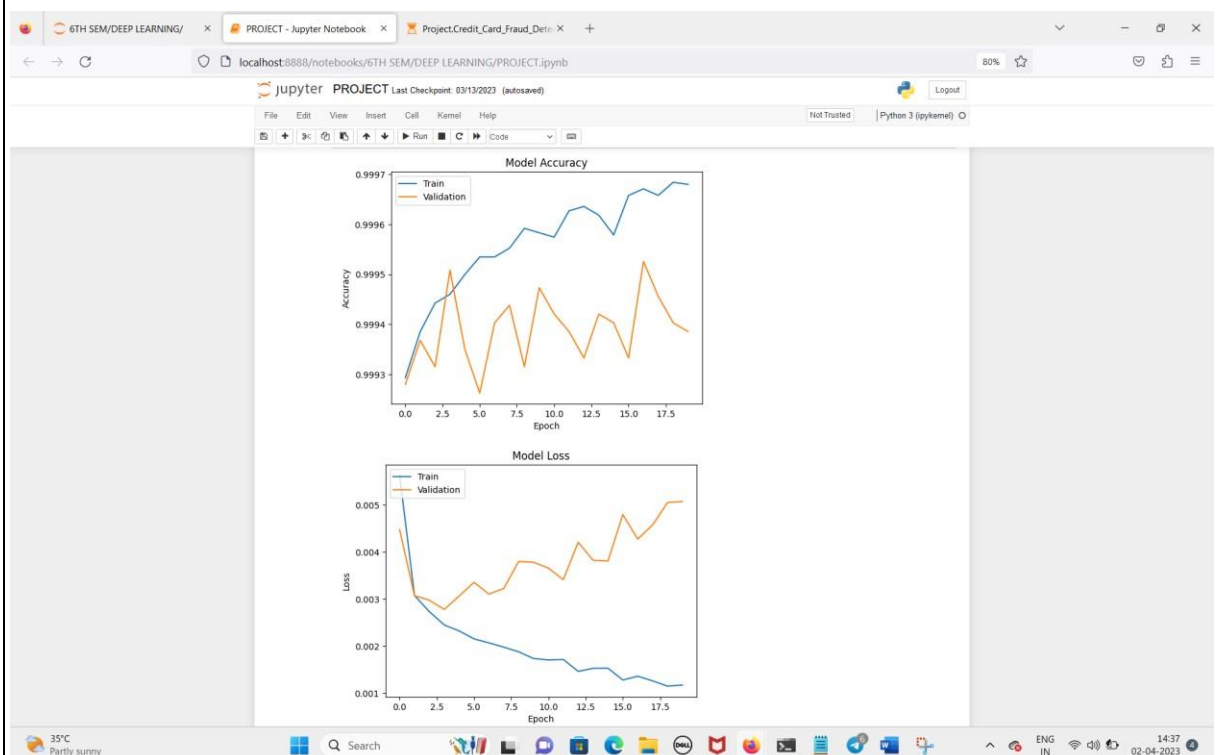 6TH SEM/DEEP LEARNING/
PROJECT - Jupyter Notebook
Project.Credit_Card_Fraud_Dete
localhost:8888/notebooks/6TH SEM/DEEP LEARNING/PROJECT.ipynb
80%
jupyter PROJECT Last Checkpoint: 03/13/2023 (autosaved)
Logout
File Edit View Insert Cell Kernel Help
Not Trusted
Python 3 (ipykernel)
Run
Code
Model Accuracy
Train
Validation
0.9997
0.9996
0.9995
0.9994
0.9993
Accuracy
0.0 2.5 5.0 7.5 10.0 12.5 15.0 17.5
Epoch
Model Loss
Train
Validation
0.005
0.004
0.003
0.002
0.001
Loss
0.0 2.5 5.0 7.5 10.0 12.5 15.0 17.5
Epoch
35°C
Partly sunny
Search
DELL
ENG
IN
14:37
02-04-2023
4